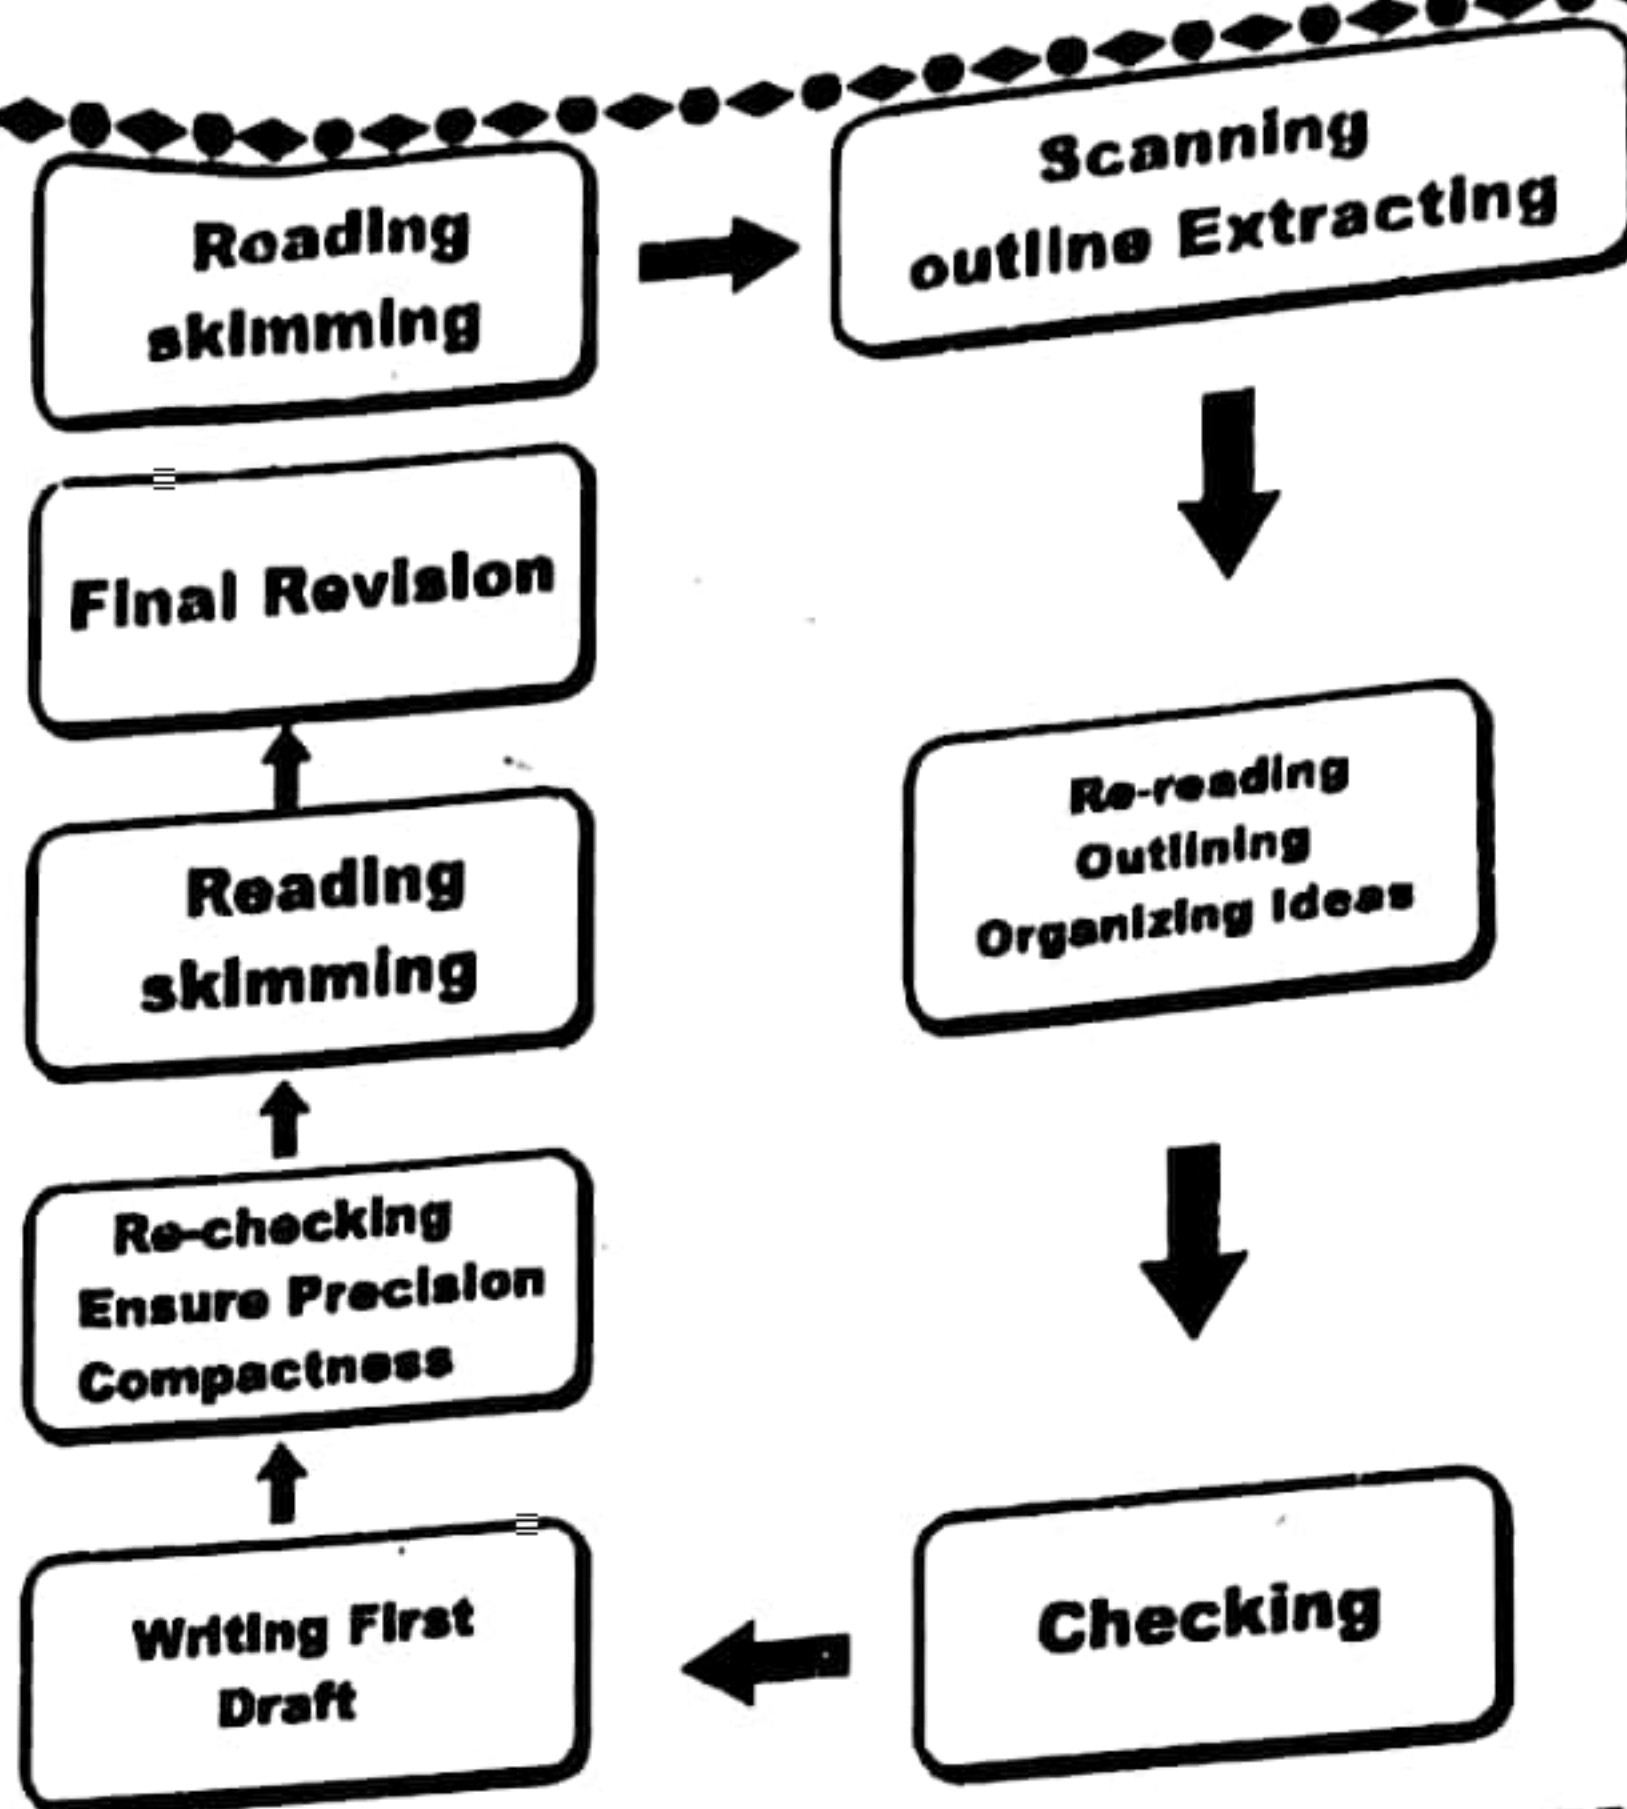 Reading
skimming
Scanning
outline Extracting
Final Revision
Re-reading
Outlining
Organizing Ideas
Reading
skimming
Re-checking
Ensure Precision
Compactness
Writing First
Draft
Checking